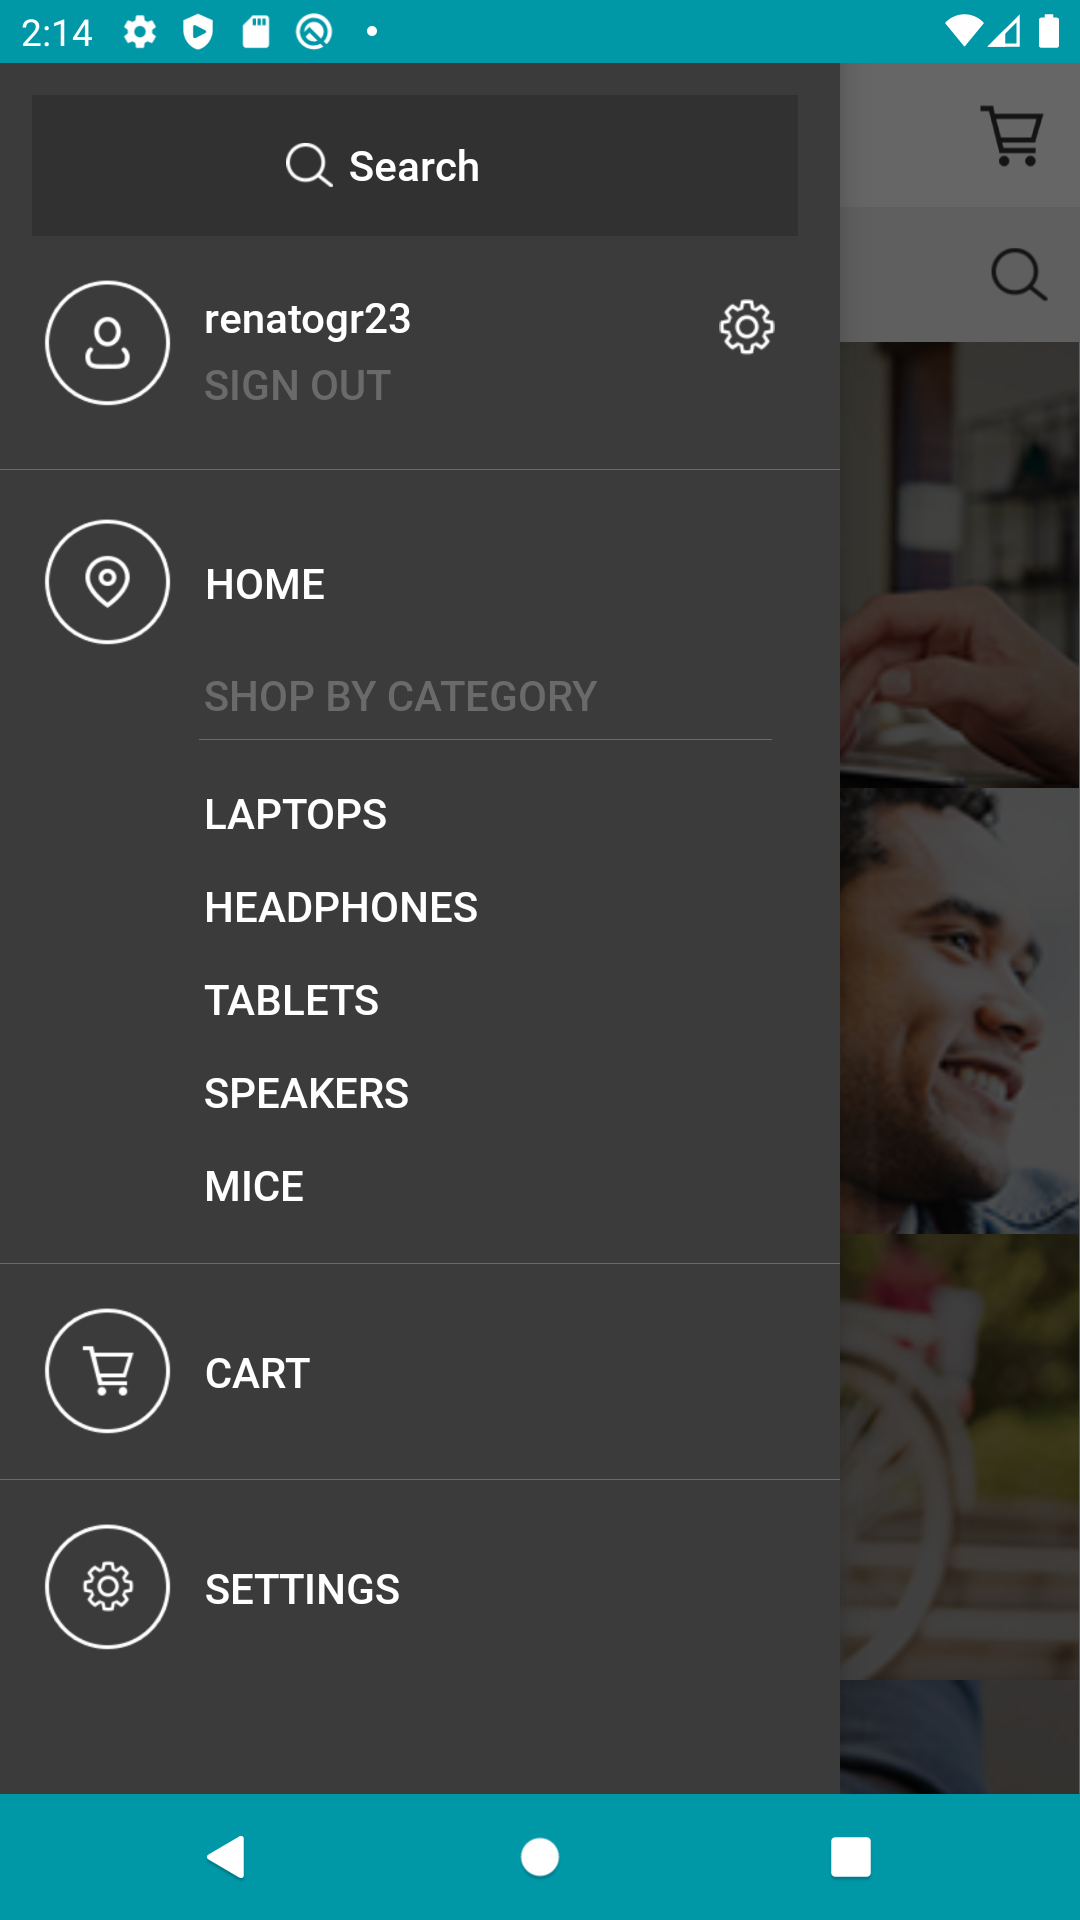 2:14
Search
renatogr23
SIGN OUT
HOME
SHOP BY CATEGORY
LAPTOPS
HEADPHONES
TABLETS
SPEAKERS
MICE
CART
SETTINGS